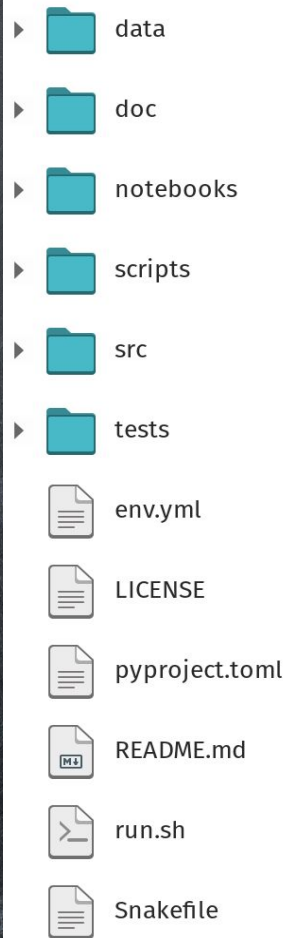 data
doc
notebooks
scripts
src
tests
env.yml
LICENSE
pyproject.toml
README.md
run.sh
Snakefile